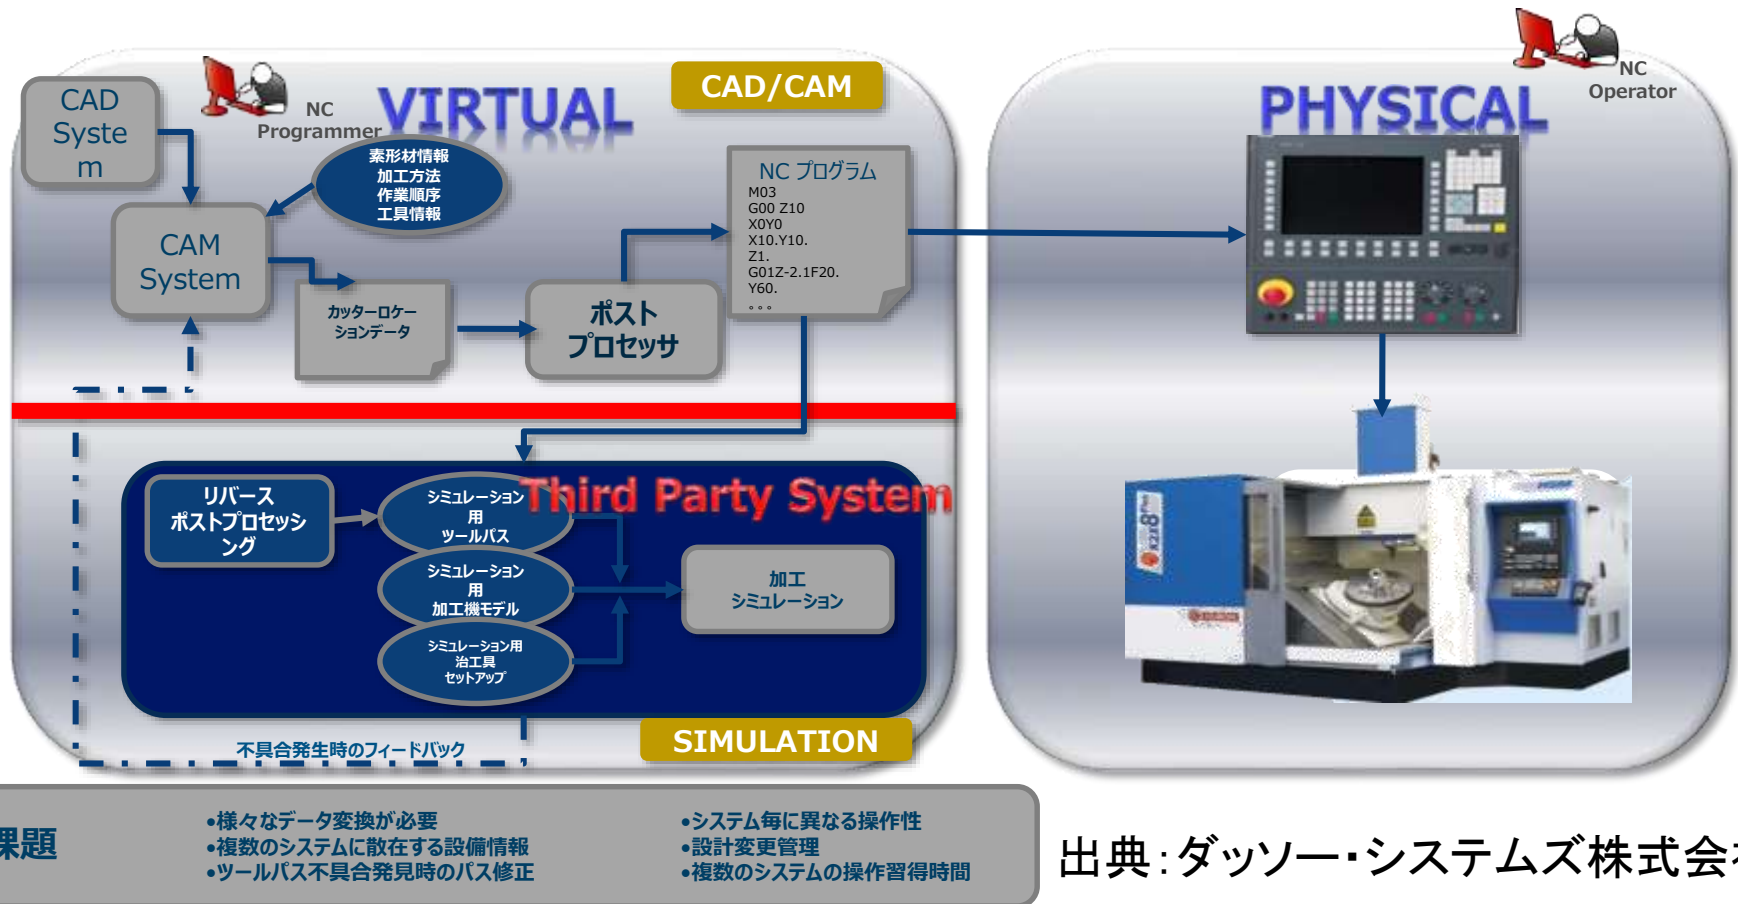 NC
Operator
CAD/CAM
VIRTUAL
PHYSICAL
CAD
Syste
m
NC
Programmer
素形材情報
加工方法
作業順序
工具情報
NC プログラム
M03
G00 Z10
X0Y0
X10.Y10.
Z1.
G01Z-2.1F20.
Y60.
。。。
CAM
System
カッターロケー
ションデータ
ポスト
プロセッサ
Third Party System
リバース
ポストプロセッシ
ング
シミュレーション
用
ツールパス
シミュレーション
用
加工機モデル
シミュレーション用
治工具
セットアップ
加工
シミュレーション
SIMULATION
不具合発生時のフィードバック
課題
•様々なデータ変換が必要
•複数のシステムに散在する設備情報
•ツールパス不具合発見時のパス修正
•システム毎に異なる操作性
•設計変更管理
•複数のシステムの操作習得時間
出典：ダッソー・システムズ株式会社